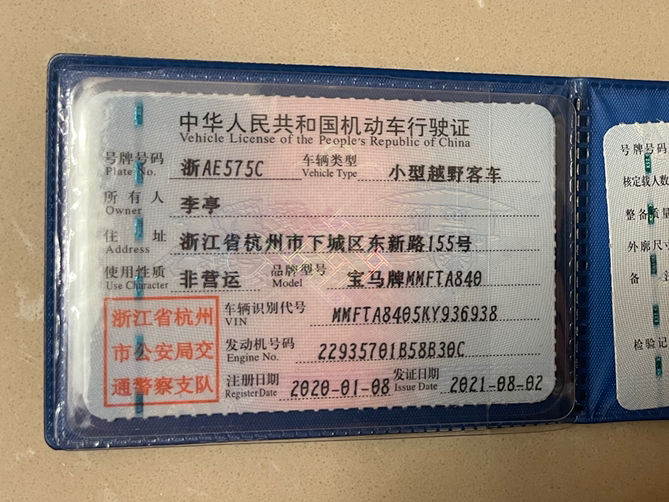 中华人民共和国机动车行驶证
Vehicle License of the People's Republic of China
号牌号码 浙AE575C 车辆类型 小型越野客车
Plate No. Vehicle Type
所有人 李亭
Owner
住址 浙江省杭州市下城区东新路155号
Address
使用性质 非营运 品牌型号 宝马牌MMFTA840
Use Character Model
浙江省杭州
市公安局交
通警察支队
车辆识别代号 MMFTA8405KY936938
VIN
发动机号码 22935701B58B30C
Engine No.
注册日期 2020-01-08 发证日期 2021-08-02
Register Date Issue Date
号牌号码
核定载人数
整备质量
外廓尺寸
备
检验记